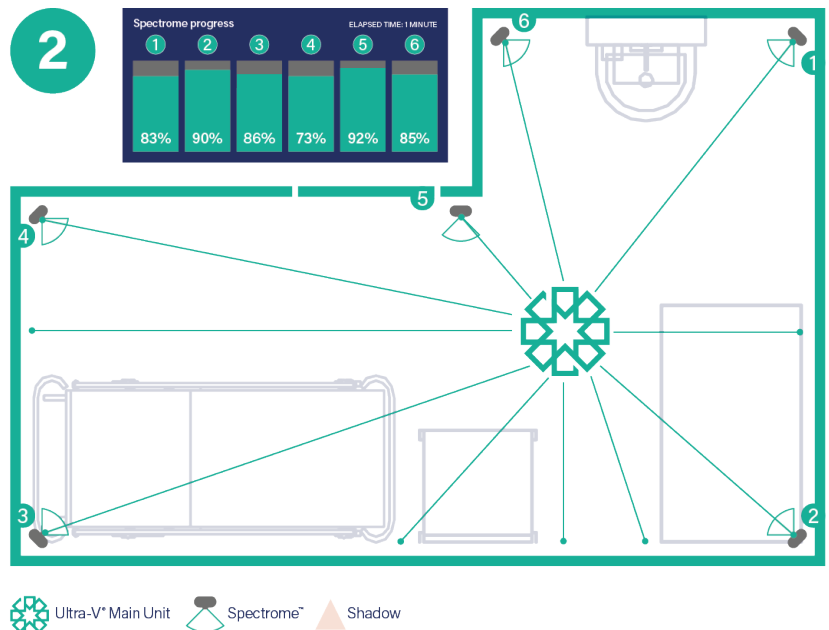 2
Spectrome progress
ELAPSED TIME: 1 MINUTE
1 2 3 4 5 6
83% 90% 86% 73% 92% 85%
6
1
5
4
3
2
Ultra-V® Main Unit
Spectrome™
Shadow